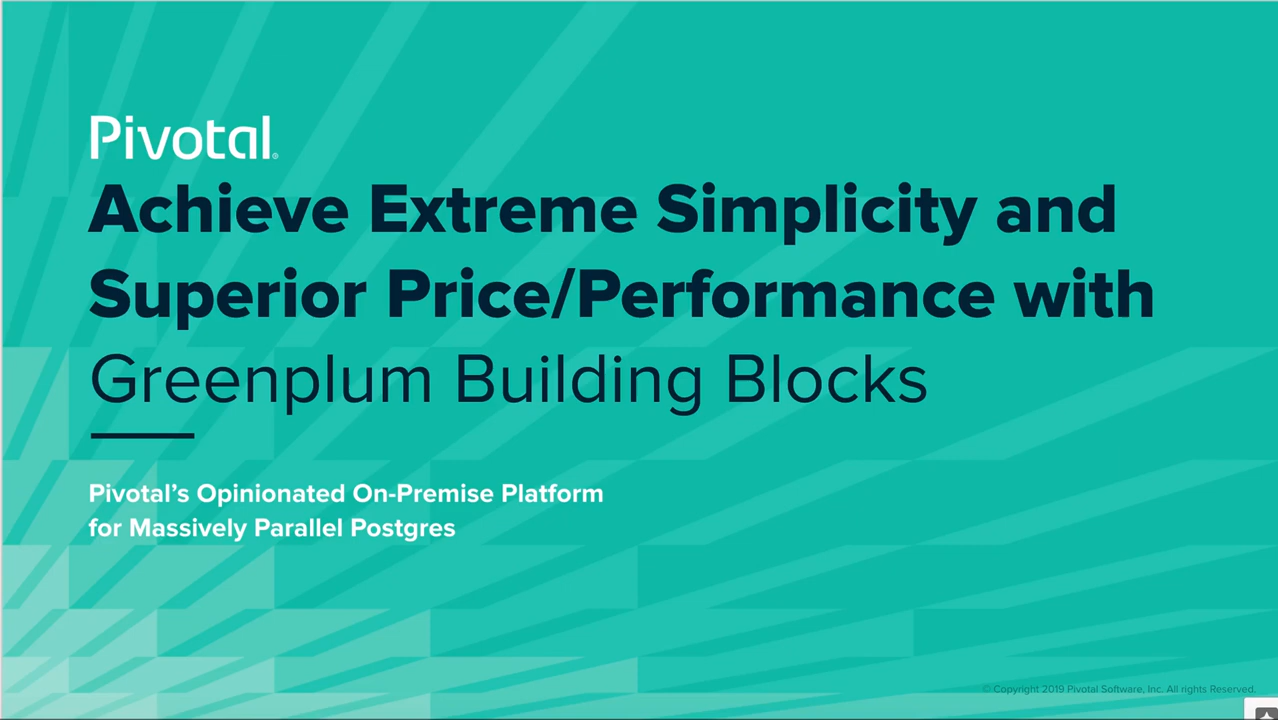 Pivotal®
Achieve Extreme Simplicity and
Superior Price/Performance with
Greenplum Building Blocks
Pivotal’s Opinionated On-Premise Platform
for Massively Parallel Postgres
© Copyright 2019 Pivotal Software, Inc. All rights Reserved.